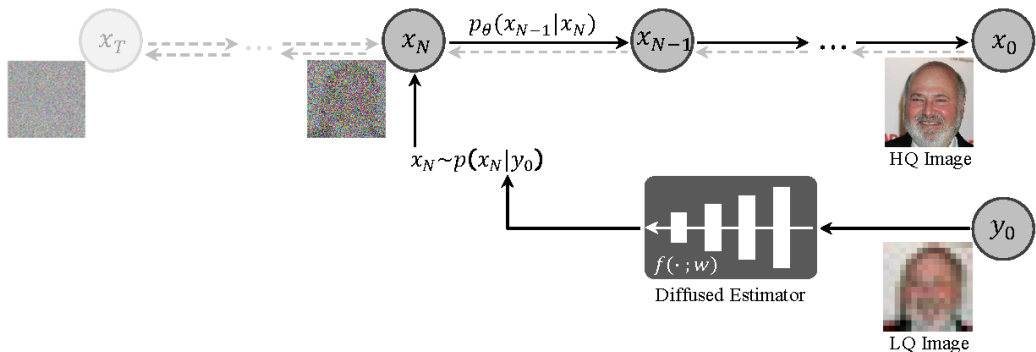 x_T ... x_N p_θ(x_{N−1}|x_N) x_{N−1} ... x_0
HQ Image
x_N~p(x_N|y_0)
y_0
f(·;w)
Diffused Estimator
LQ Image